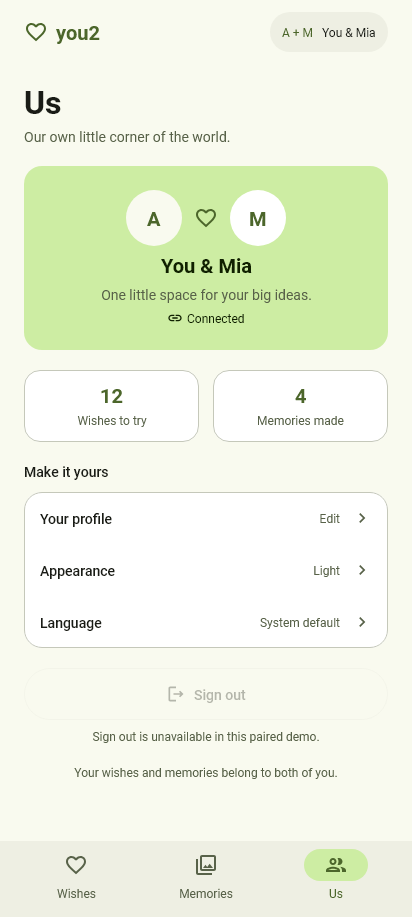 you2
A + M You & Mia
Us
Our own little corner of the world.
A M
You & Mia
One little space for your big ideas.
Connected
12
Wishes to try
4
Memories made
Make it yours
Your profile Edit
Appearance Light
Language System default
Sign out
Sign out is unavailable in this paired demo.
Your wishes and memories belong to both of you.
Wishes Memories Us